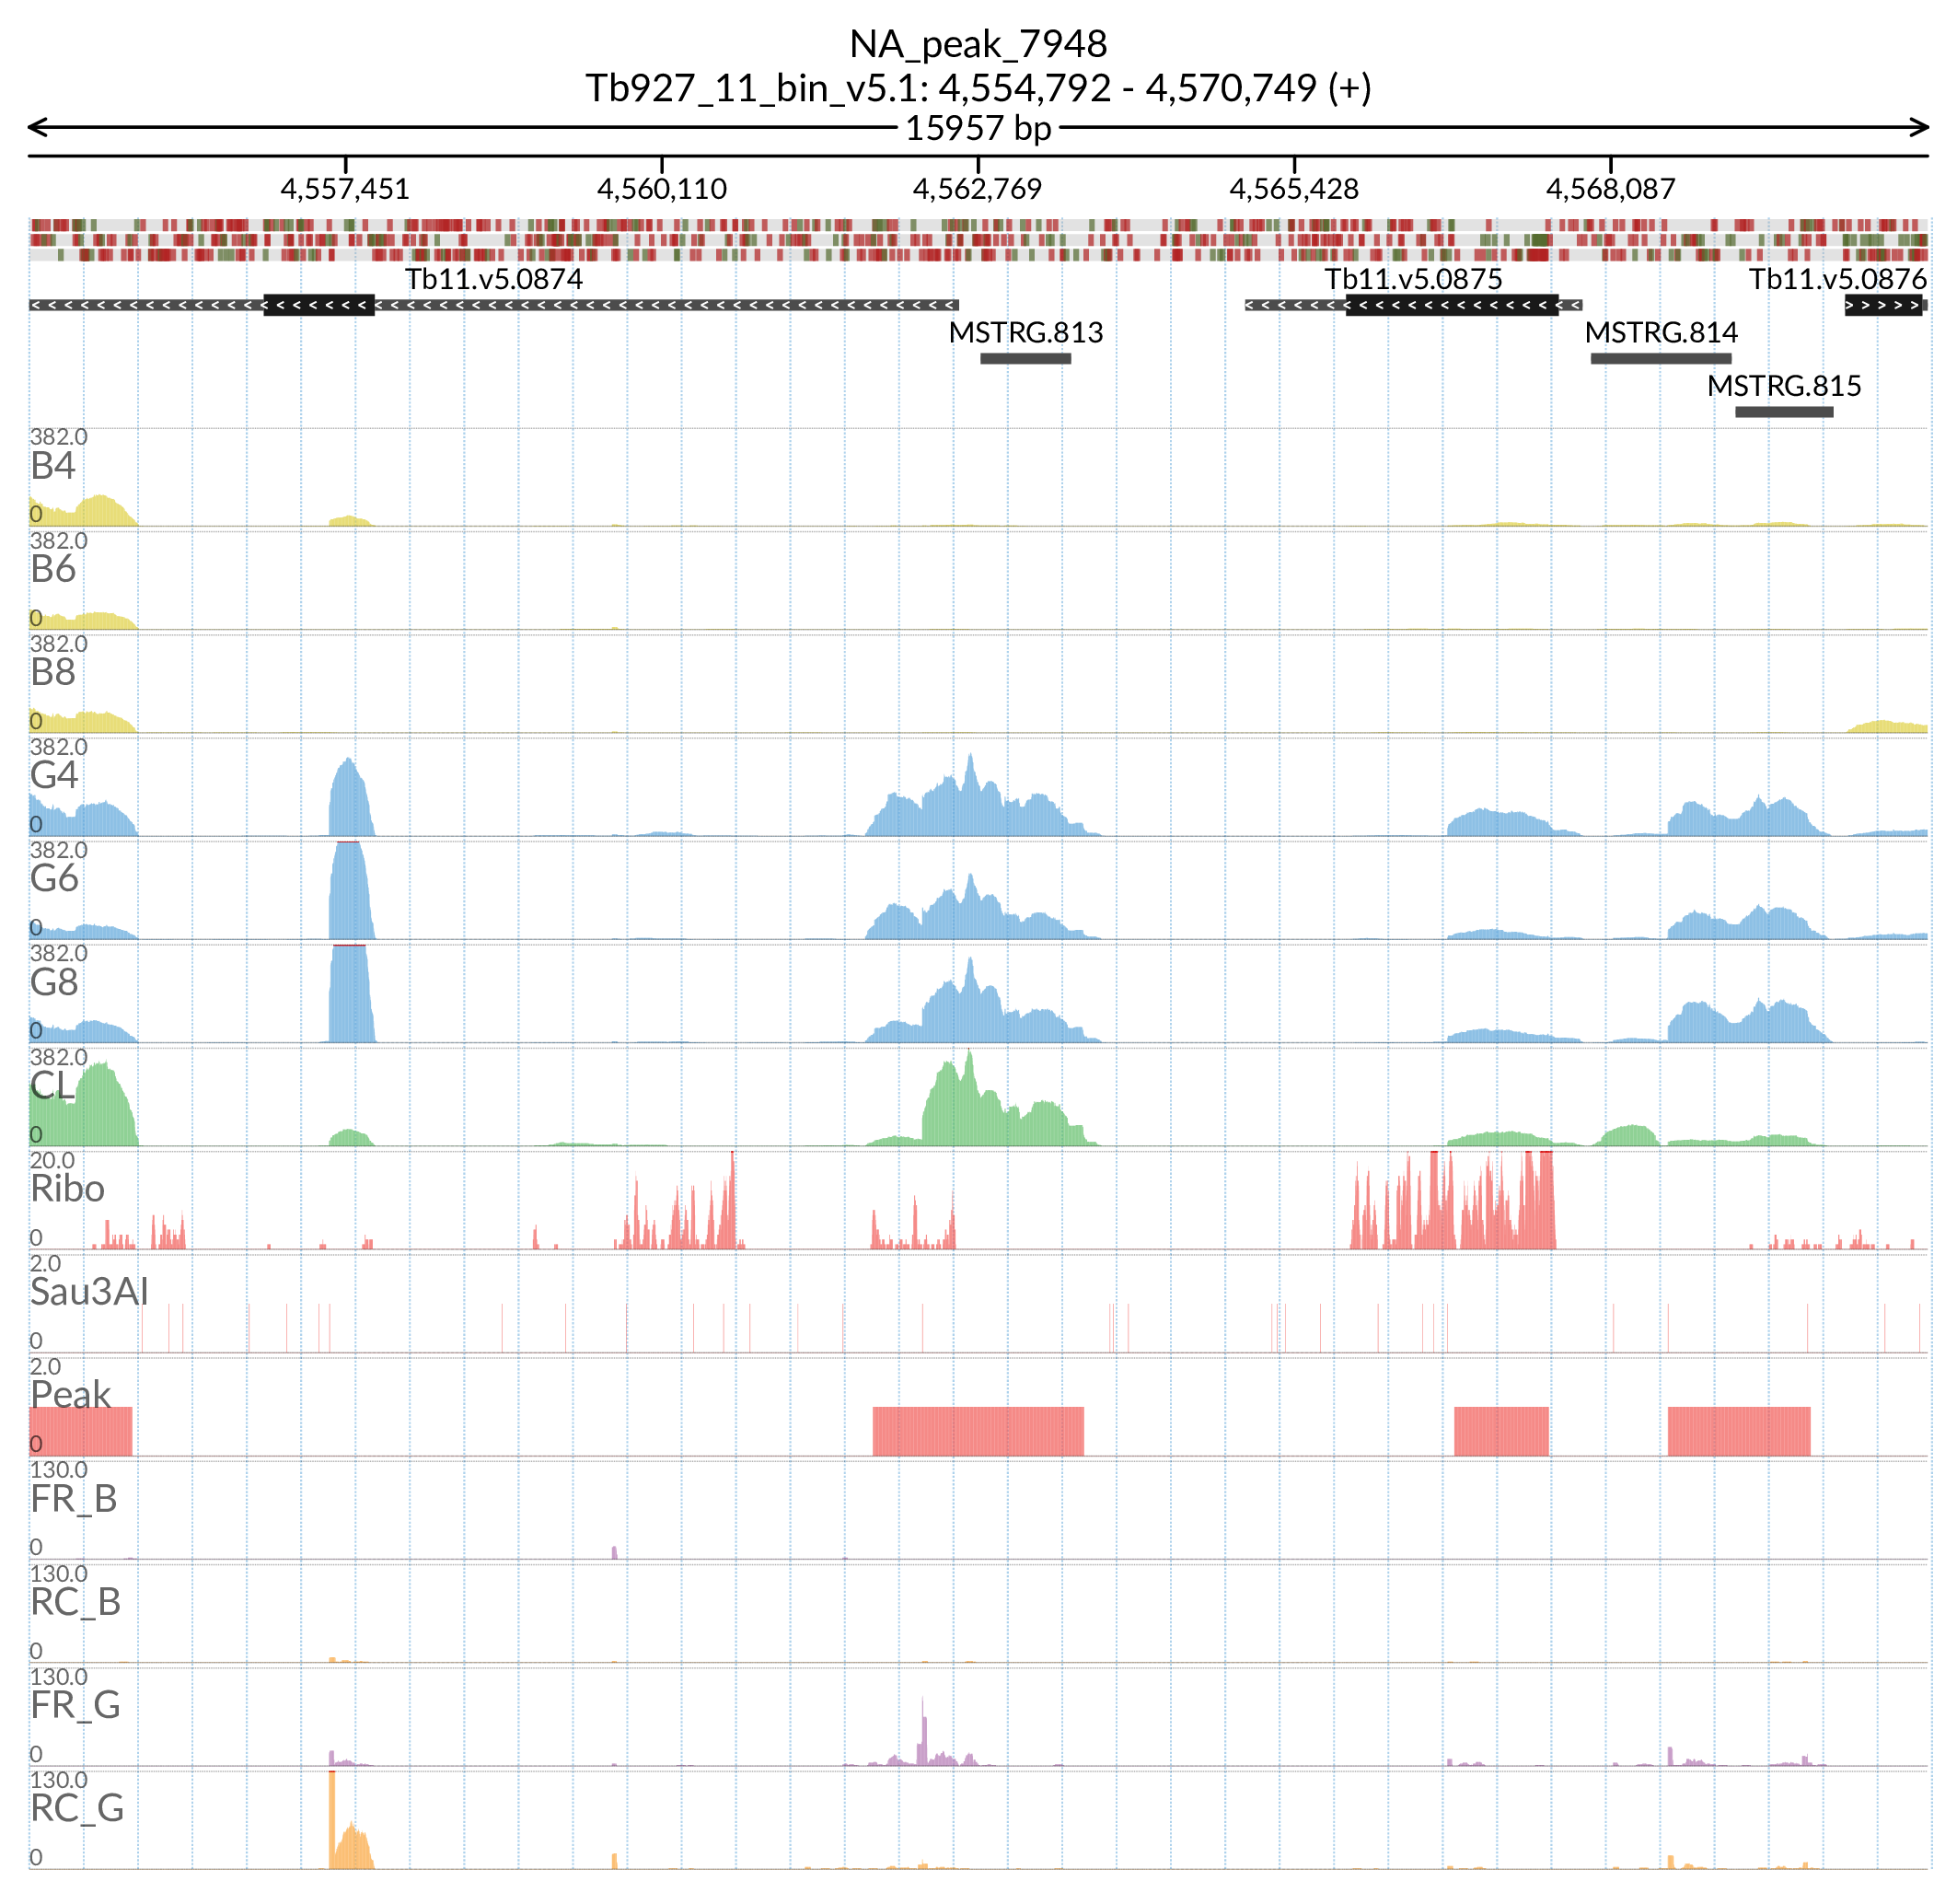 NA_peak_7948
Tb927_11_bin_v5.1: 4,554,792 - 4,570,749 (+)
15957 bp
4,557,451 4,560,110 4,562,769 4,565,428 4,568,087
Tb11.v5.0874 Tb11.v5.0875 Tb11.v5.0876
MSTRG.813 MSTRG.814
MSTRG.815
382.0
B4
0
382.0
B6
0
382.0
B8
0
382.0
G4
0
382.0
G6
0
382.0
G8
0
382.0
CL
0
20.0
Ribo
0
2.0
Sau3AI
0
2.0
Peak
0
130.0
FR_B
0
130.0
RC_B
0
130.0
FR_G
0
130.0
RC_G
0